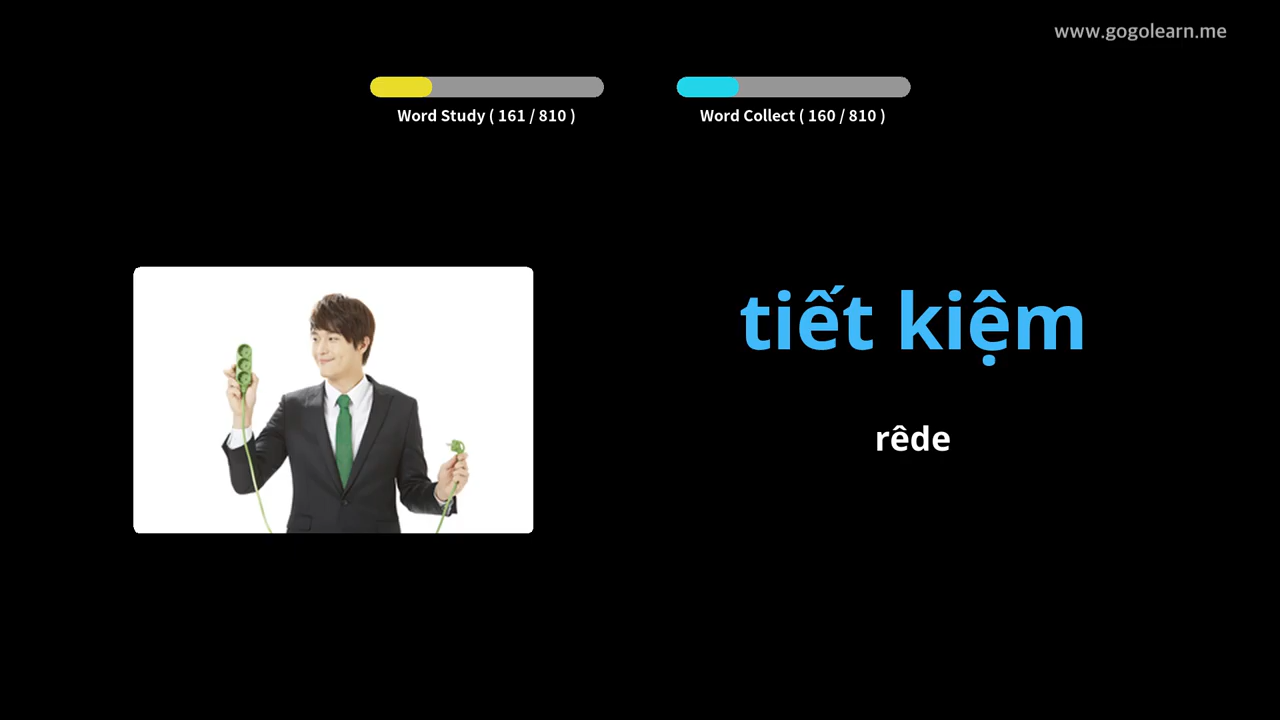 www.gogolearn.me
Word Study ( 161 / 810 )
Word Collect ( 160 / 810 )
tiết kiệm
rêde